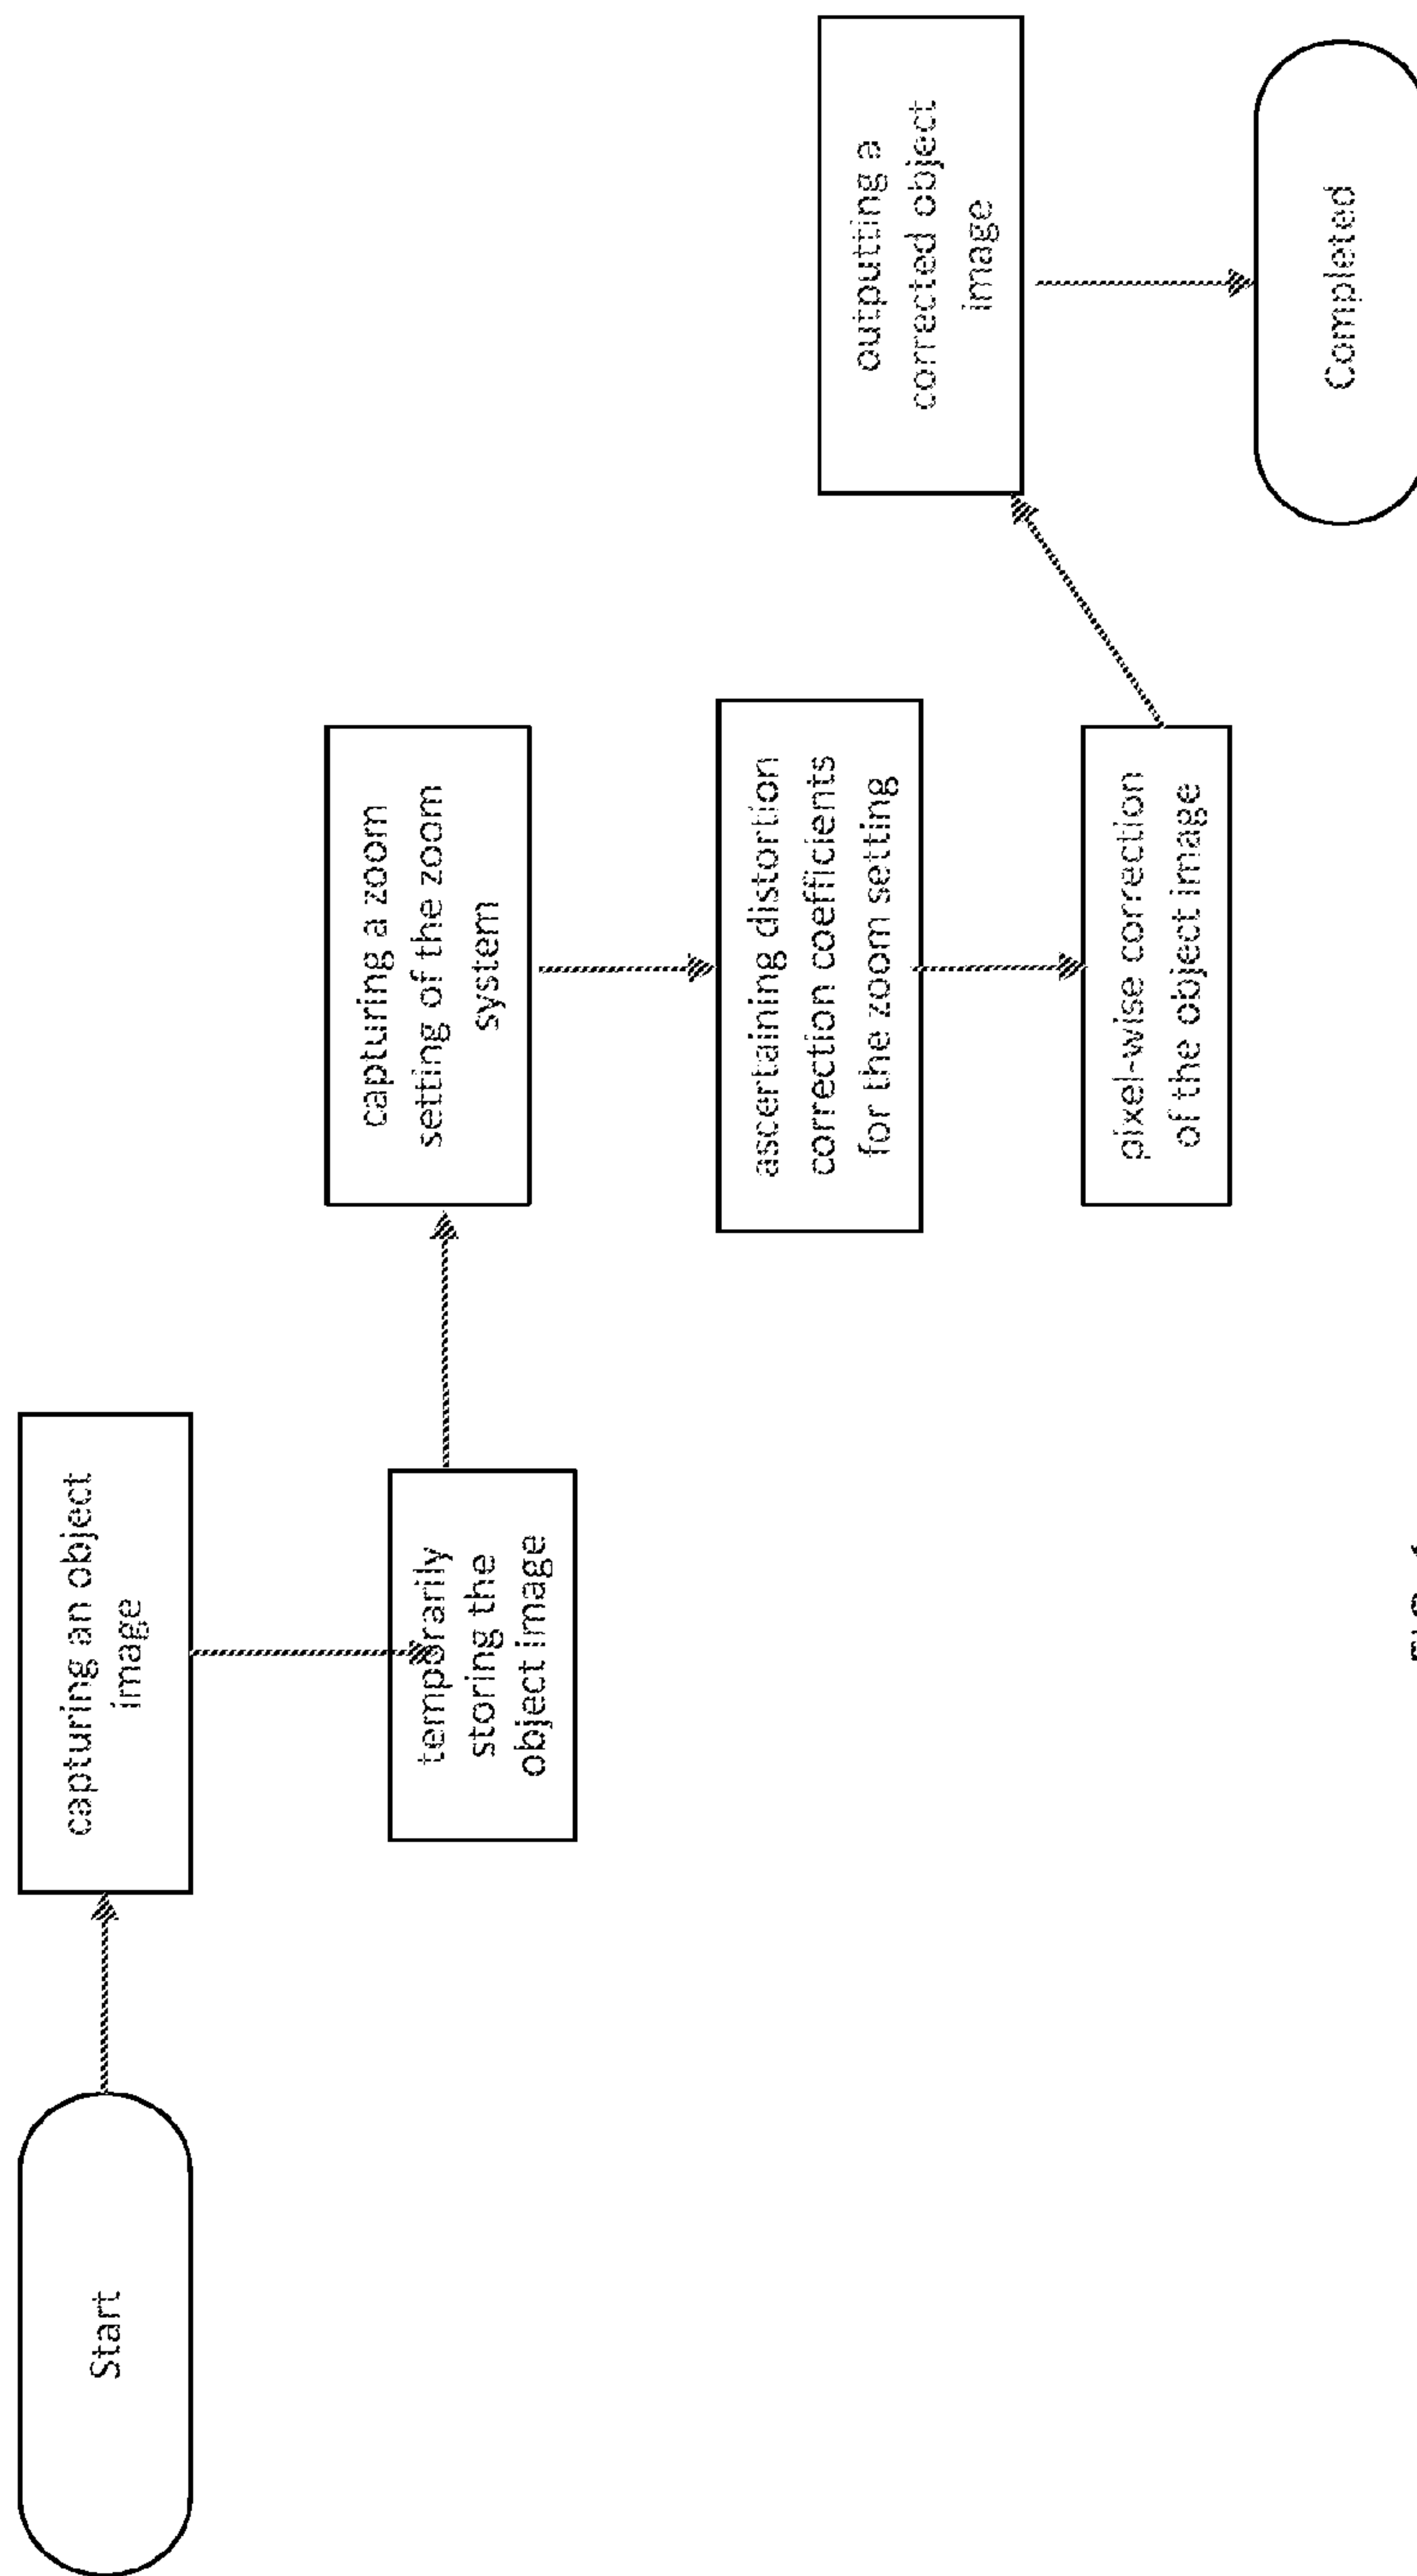 Start
capturing an object
image
temporarily
storing the
object image
capturing a zoom
setting of the zoom
system
ascertaining distortion
correction coefficients
for the zoom setting
pixel-wise correction
of the object image
outputting a
corrected object
image
Completed